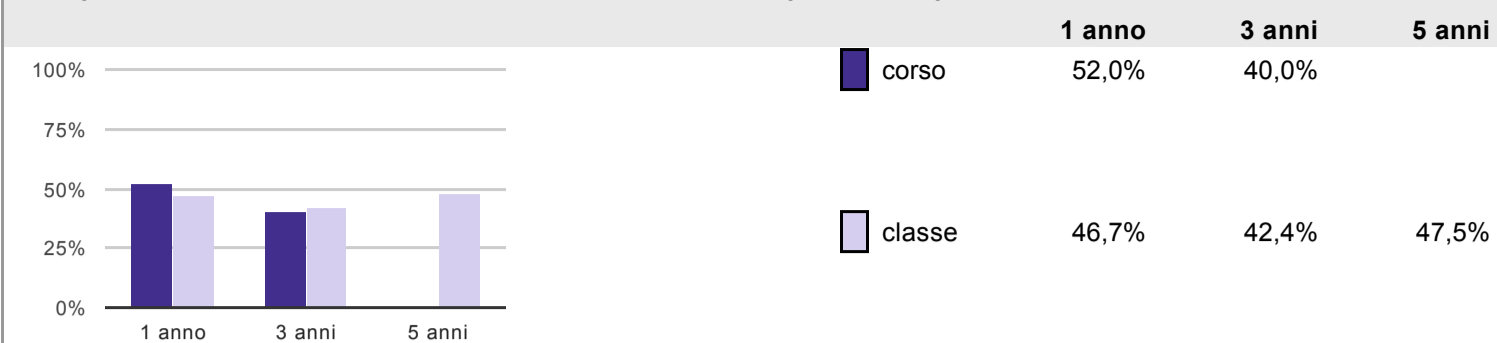 1 anno 3 anni 5 anni
100%
75%
50%
25%
0%
1 anno 3 anni 5 anni
corso 52,0% 40,0%
classe 46,7% 42,4% 47,5%